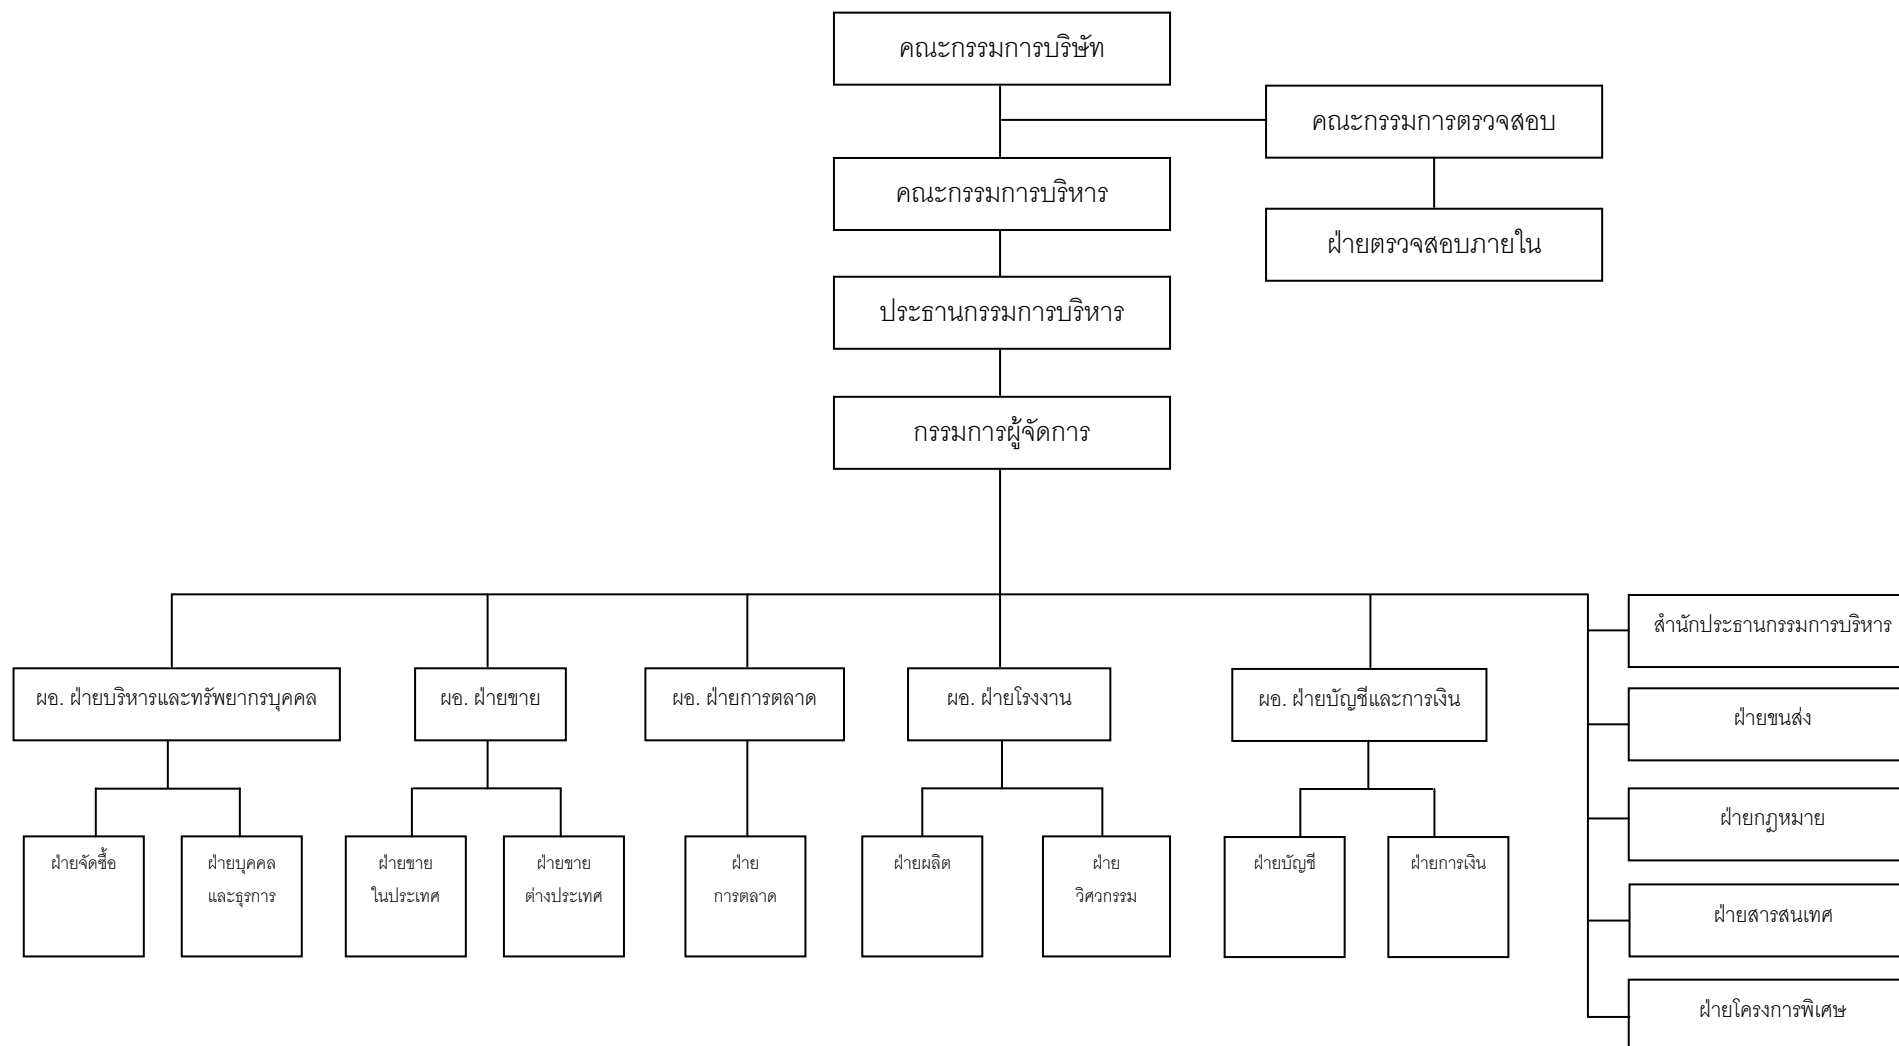 คณะกรรมการบริษัท
คณะกรรมการตรวจสอบ
คณะกรรมการบริหาร
ฝ่ายตรวจสอบภายใน
ประธานกรรมการบริหาร
กรรมการผู้จัดการ
สำนักประธานกรรมการบริหาร
ผอ. ฝ่ายบริหารและทรัพยากรบุคคล
ผอ. ฝ่ายขาย
ผอ. ฝ่ายการตลาด
ผอ. ฝ่ายโรงงาน
ผอ. ฝ่ายบัญชีและการเงิน
ฝ่ายขนส่ง
ฝ่ายกฎหมาย
ฝ่ายจัดซื้อ
ฝ่ายบุคคล
และธุรการ
ฝ่ายขาย
ในประเทศ
ฝ่ายขาย
ต่างประเทศ
ฝ่าย
การตลาด
ฝ่ายผลิต
ฝ่าย
วิศวกรรม
ฝ่ายบัญชี
ฝ่ายการเงิน
ฝ่ายสารสนเทศ
ฝ่ายโครงการพิเศษ